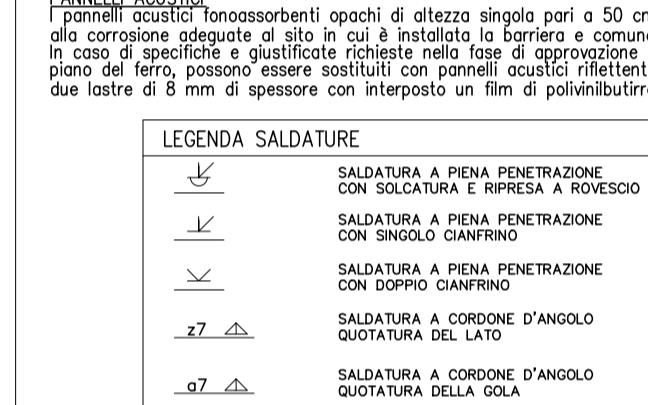 PANNELLI ACUSTICI
I pannelli acustici fonoassorbenti opachi di altezza singola pari a 50
alla corrosione adeguate al sito in cui è installata la barriera e
In caso di specifiche e giustificate richieste nella fase di approvazione
piano del ferro, possono essere sostituiti con pannelli acustici
due lastre di 8 mm di spessore con interposto un film di
LEGENDA SALDATURE
SALDATURA A PIENA PENETRAZIONE
CON SOLCATURA E RIPRESA A ROVESCIO
SALDATURA A PIENA PENETRAZIONE
CON SINGOLO CIANFRINO
SALDATURA A PIENA PENETRAZIONE
CON DOPPIO CIANFRINO
z7
SALDATURA A CORDONE D'ANGOLO
QUOTATURA DEL LATO
a7
SALDATURA A CORDONE D'ANGOLO
QUOTATURA DELLA GOLA